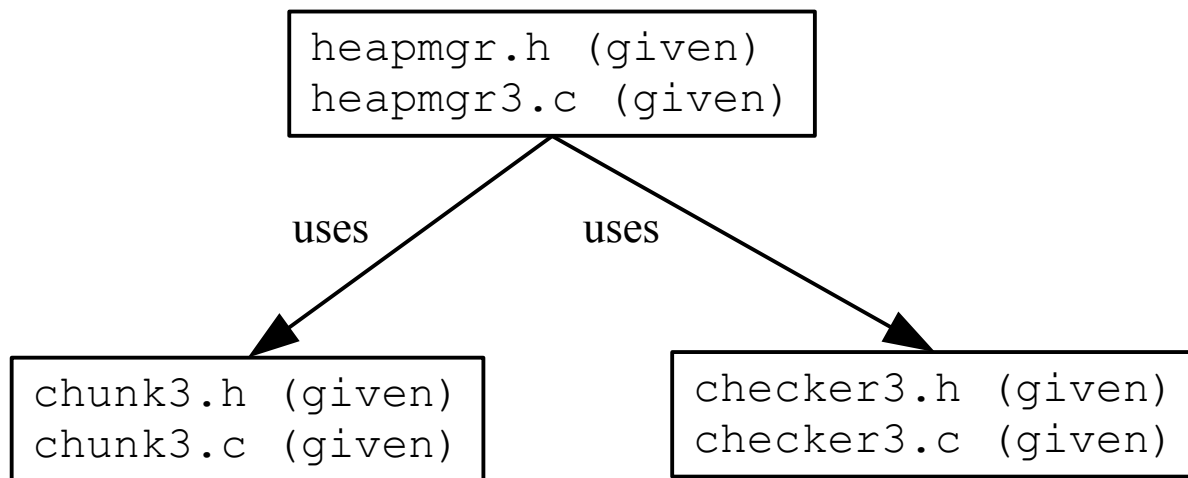 heapmgr.h (given)
heapmgr3.c (given)
uses
uses
chunk3.h (given)
chunk3.c (given)
checker3.h (given)
checker3.c (given)